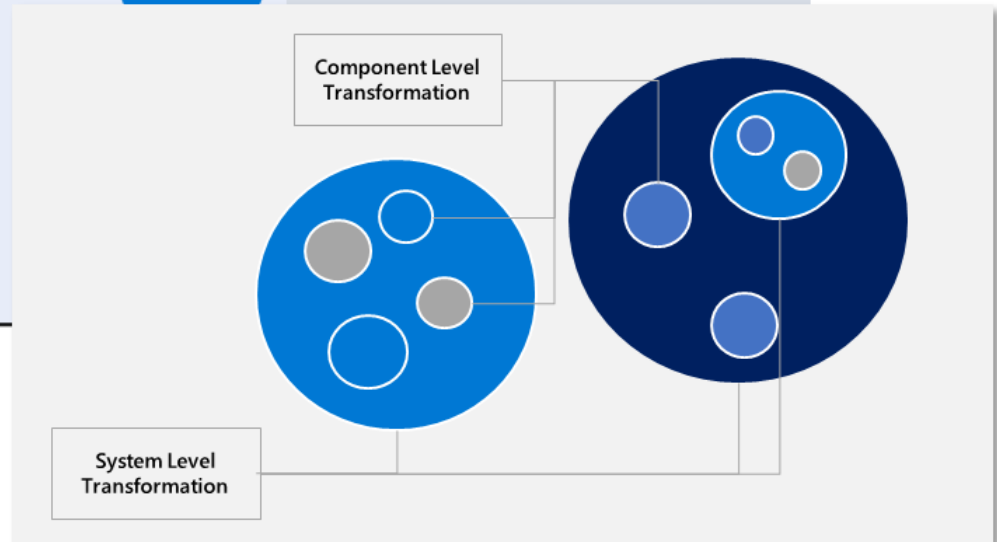 Component Level
Transformation
System Level
Transformation